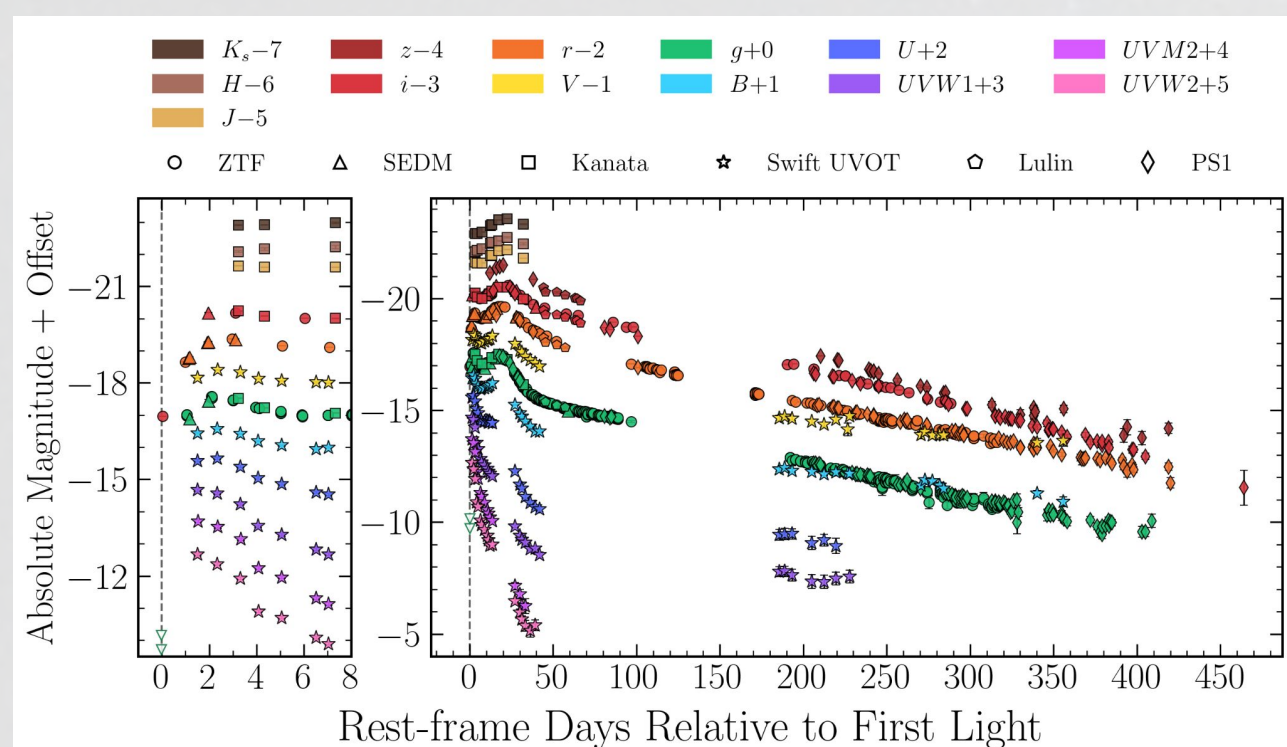 K_s−7 z−4 r−2 g+0 U+2 UVM2+4
H−6 i−3 V−1 B+1 UVW1+3 UVW2+5
J−5
ZTF SEDM Kanata Swift UVOT Lulin PS1
Absolute Magnitude + Offset
−21
−18
−15
−12
0 2 4 6 8
−20
−15
−10
−5
0 50 100 150 200 250 300 350 400 450
Rest-frame Days Relative to First Light